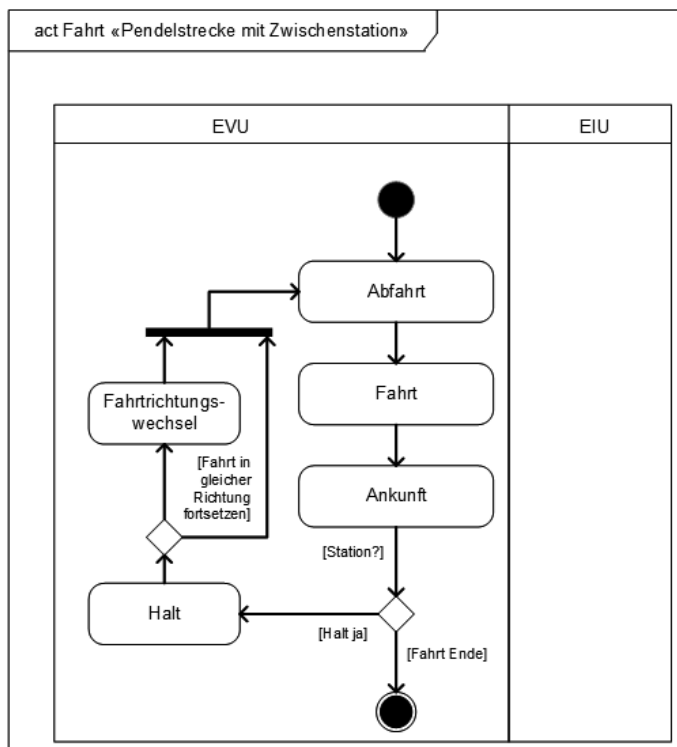 act Fahrt «Pendelstrecke mit Zwischenstation»
EVU
EIU
Abfahrt
Fahrt
Fahrtrichtungs-
wechsel
[Fahrt in
gleicher
Richtung
fortsetzen]
Ankunft
[Station?]
Halt
[Halt ja]
[Fahrt Ende]